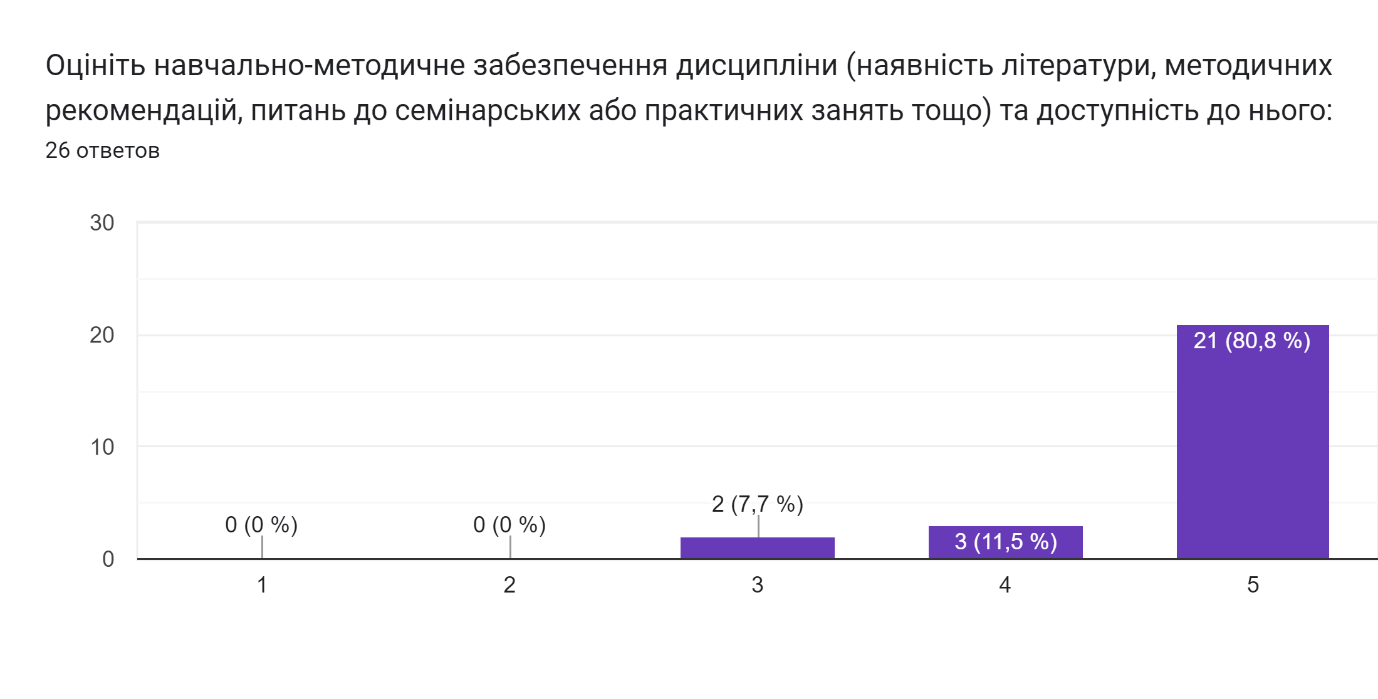 Оцініть навчально-методичне забезпечення дисципліни (наявність літератури, методичних
рекомендацій, питань до семінарських або практичних занять тощо) та доступність до нього:
26 ответов
30
20
10
0
0 (0 %)
0 (0 %)
2 (7,7 %)
3 (11,5 %)
21 (80,8 %)
1
2
3
4
5